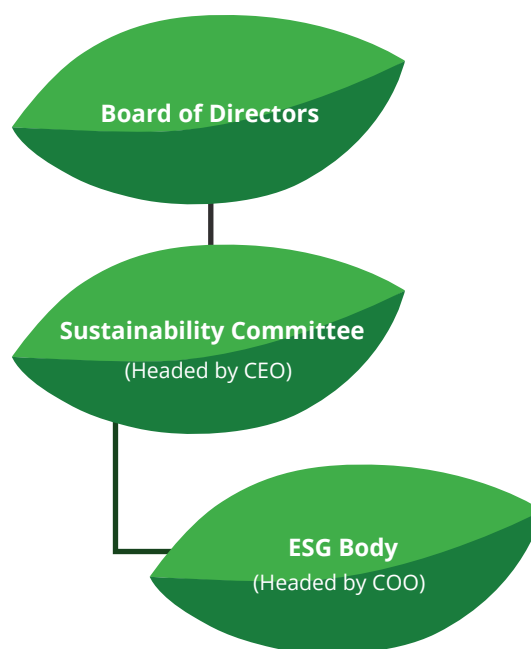 Board of Directors
Sustainability Committee
(Headed by CEO)
ESG Body
(Headed by COO)